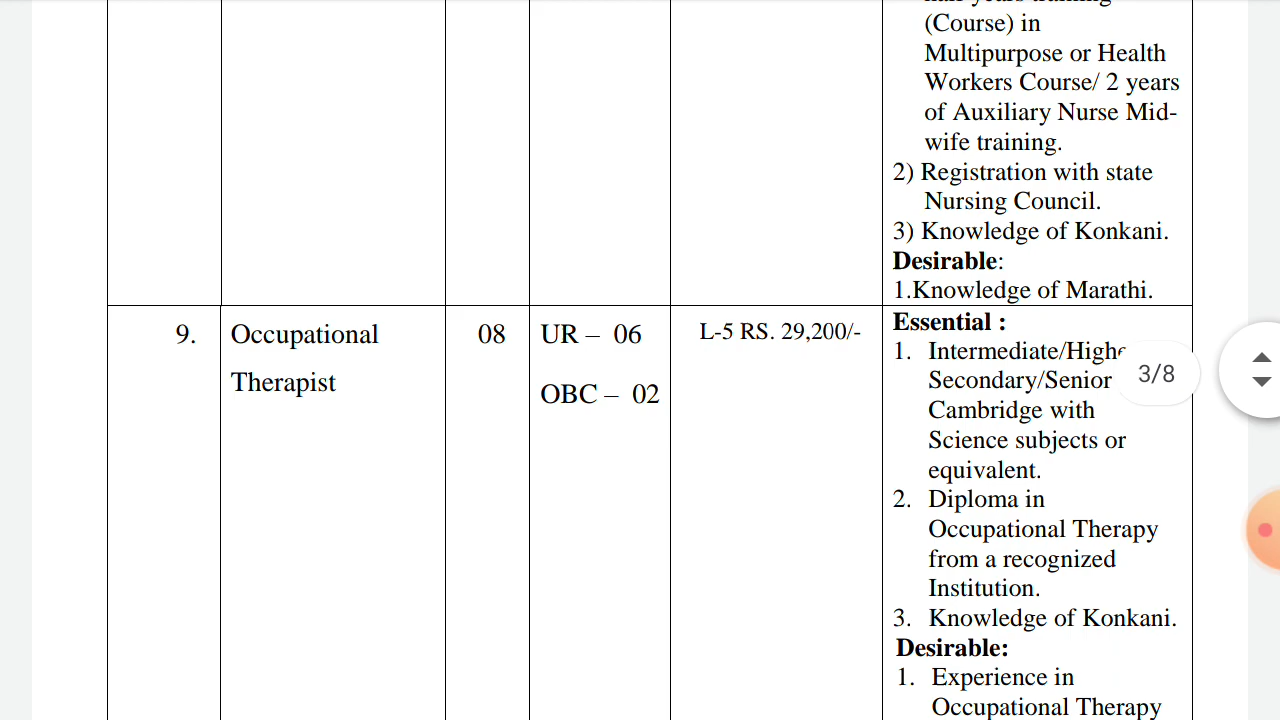 (Course) in
Multipurpose or Health
Workers Course/ 2 years
of Auxiliary Nurse Mid-
wife training.
2) Registration with state
Nursing Council.
3) Knowledge of Konkani.
Desirable:
1.Knowledge of Marathi.
9.
Occupational
Therapist
08
UR – 06
OBC – 02
L-5 RS. 29,200/-
Essential :
1. Intermediate/Highe
Secondary/Senior
Cambridge with
Science subjects or
equivalent.
2. Diploma in
Occupational Therapy
from a recognized
Institution.
3. Knowledge of Konkani.
Desirable:
1. Experience in
Occupational Therapy
3/8